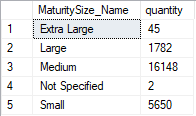 MaturitySize_Name quantity
1 Extra Large 45
2 Large 1782
3 Medium 16148
4 Not Specified 2
5 Small 5650